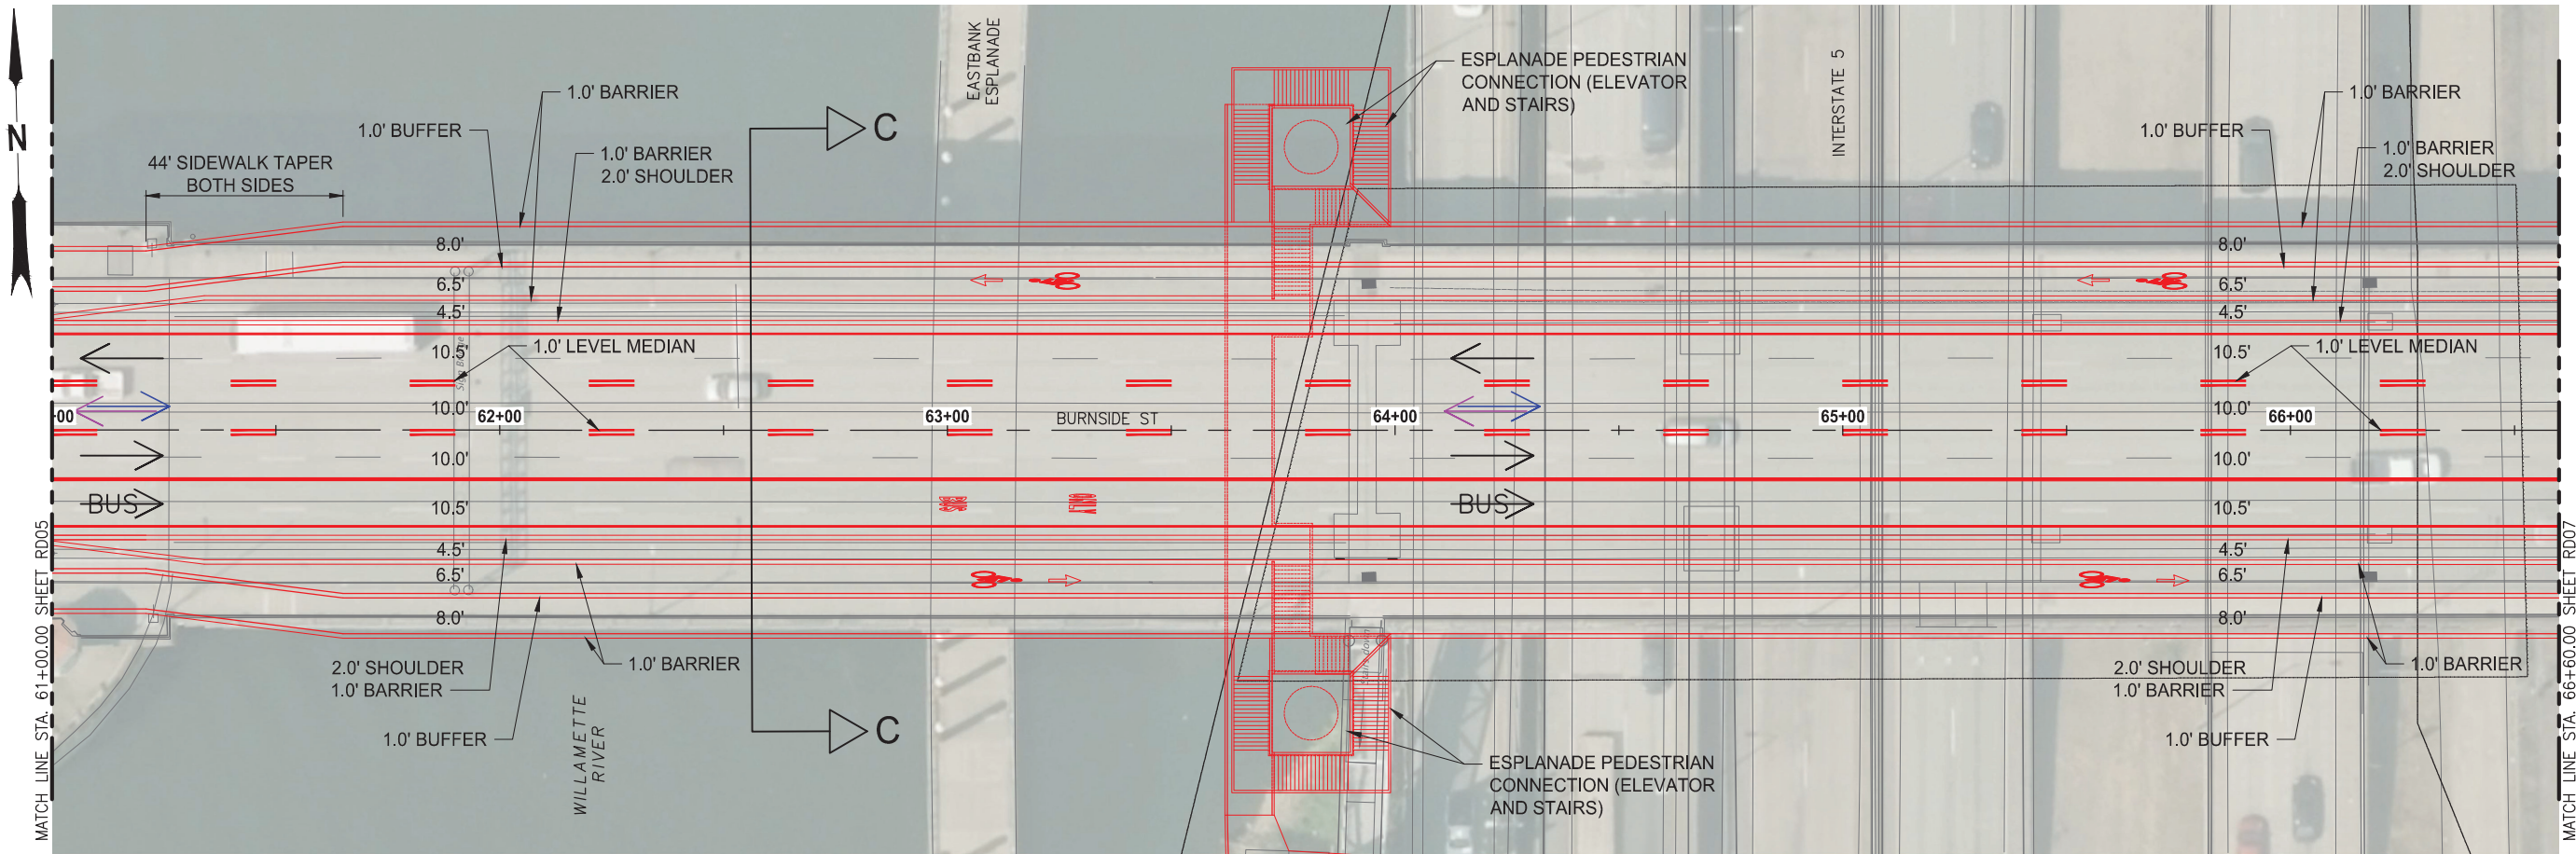 N
MATCH LINE STA. 61+00.00 SHEET RD05
44' SIDEWALK TAPER
BOTH SIDES
1.0' BUFFER
1.0' BARRIER
1.0' BARRIER
2.0' SHOULDER
C
EASTBANK
ESPLANADE
ESPLANADE PEDESTRIAN
CONNECTION (ELEVATOR
AND STAIRS)
INTERSTATE 5
1.0' BUFFER
1.0' BARRIER
1.0' BARRIER
2.0' SHOULDER
8.0'
6.5'
4.5'
10.5'
1.0' LEVEL MEDIAN
10.0'
10.0'
10.5'
4.5'
6.5'
8.0'
-00
62+00
63+00
BURNSIDE ST
64+00
65+00
66+00
8.0'
6.5'
4.5'
10.5'
1.0' LEVEL MEDIAN
10.0'
10.0'
10.5'
4.5'
6.5'
8.0'
BUS
BUS
ONLY
BUS
2.0' SHOULDER
1.0' BARRIER
1.0' BUFFER
1.0' BARRIER
WILLAMETTE
RIVER
C
ESPLANADE PEDESTRIAN
CONNECTION (ELEVATOR
AND STAIRS)
2.0' SHOULDER
1.0' BARRIER
1.0' BUFFER
1.0' BARRIER
MATCH LINE STA. 66+60.00 SHEET RD07